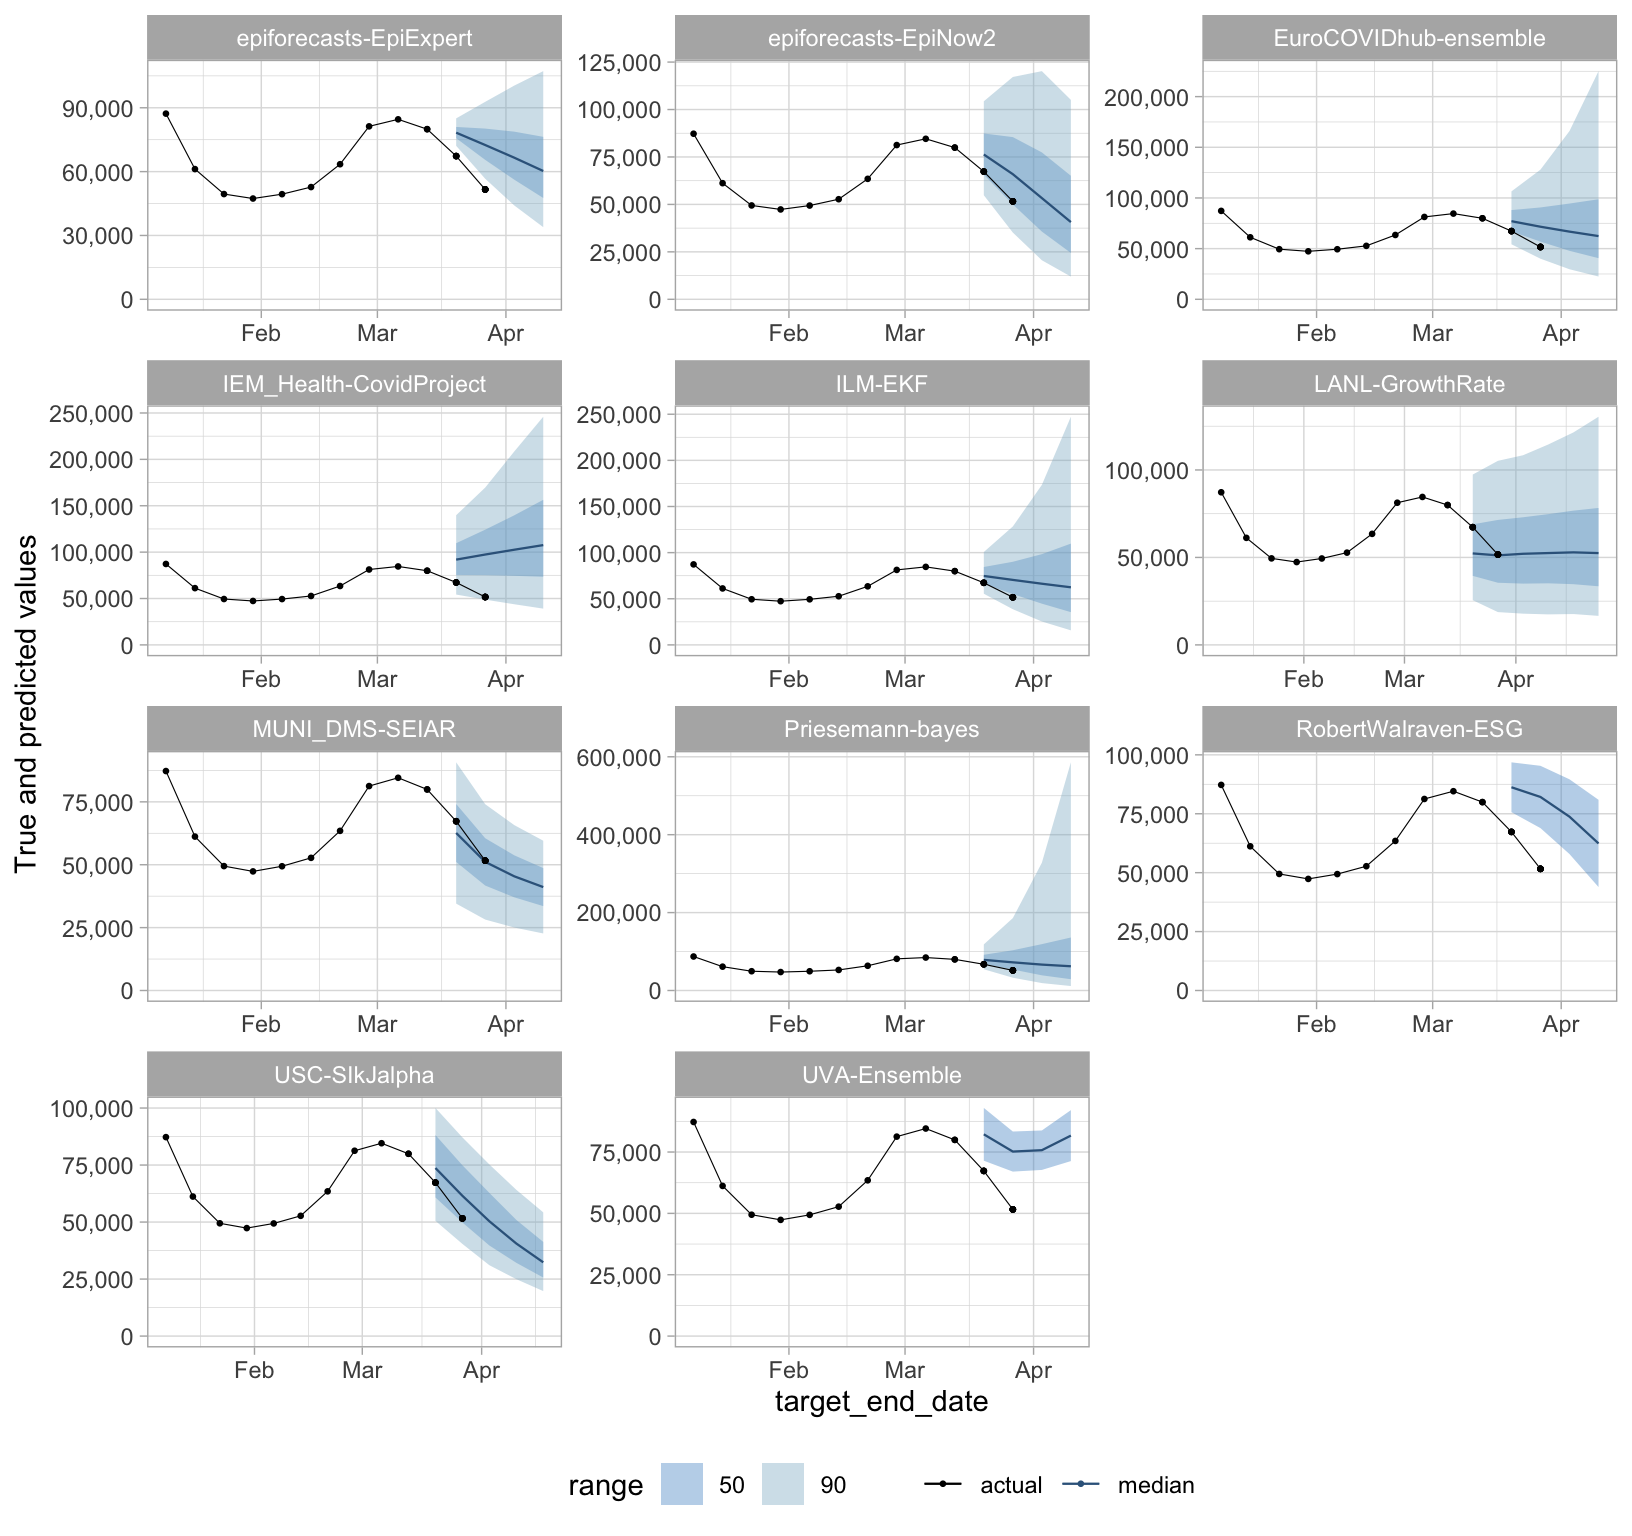 True and predicted values
epiforecasts-EpiExpert
90,000
60,000
30,000
0
Feb Mar Apr
epiforecasts-EpiNow2
125,000
100,000
75,000
50,000
25,000
0
Feb Mar Apr
EuroCOVIDhub-ensemble
200,000
150,000
100,000
50,000
0
Feb Mar Apr
IEM_Health-CovidProject
250,000
200,000
150,000
100,000
50,000
0
Feb Mar Apr
ILM-EKF
250,000
200,000
150,000
100,000
50,000
0
Feb Mar Apr
LANL-GrowthRate
100,000
50,000
0
Feb Mar Apr
MUNI_DMS-SEIAR
75,000
50,000
25,000
0
Feb Mar Apr
Priesemann-bayes
600,000
400,000
200,000
0
Feb Mar Apr
RobertWalraven-ESG
100,000
75,000
50,000
25,000
0
Feb Mar Apr
USC-SIkJalpha
100,000
75,000
50,000
25,000
0
Feb Mar Apr
UVA-Ensemble
75,000
50,000
25,000
0
Feb Mar Apr
target_end_date
range 50 90 actual median